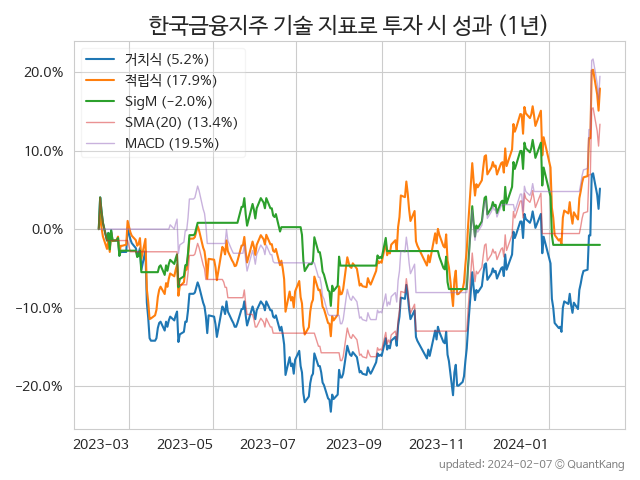 한국금융지주 기술 지표로 투자 시 성과 (1년)
거치식 (5.2%)
적립식 (17.9%)
SigM (−2.0%)
SMA(20) (13.4%)
MACD (19.5%)
20.0%
10.0%
0.0%
−10.0%
−20.0%
2023−03 2023−05 2023−07 2023−09 2023−11 2024−01
updated: 2024−02−07 © QuantKang